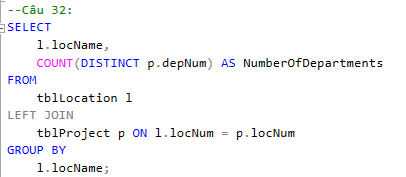 --Câu 32:
SELECT
l.locName,
COUNT(DISTINCT p.depNum) AS NumberOfDepartments
FROM
tblLocation l
LEFT JOIN
tblProject p ON l.locNum = p.locNum
GROUP BY
l.locName;